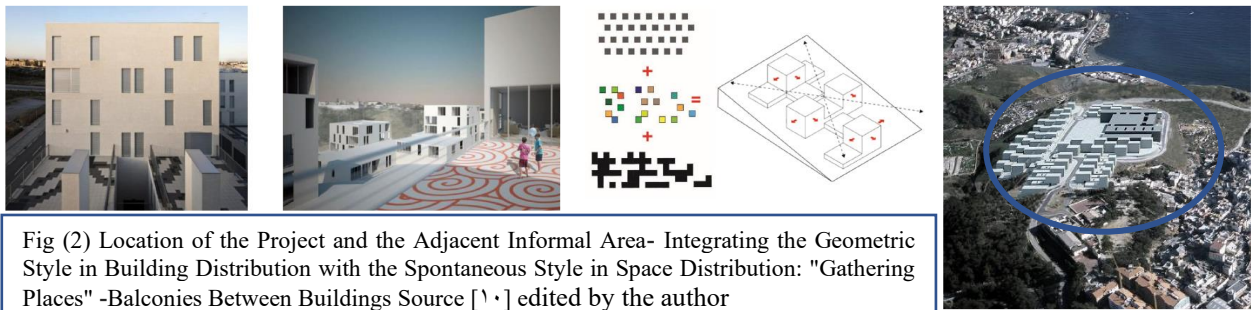 Fig (2) Location of the Project and the Adjacent Informal Area- Integrating the Geometric
Style in Building Distribution with the Spontaneous Style in Space Distribution: "Gathering
Places" -Balconies Between Buildings Source [١٠] edited by the author